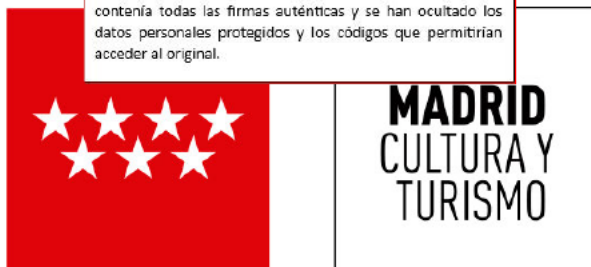 contenía todas las firmas auténticas y se han ocultado los
datos personales protegidos y los códigos que permitirían
acceder al original.
MADRID
CULTURA Y
TURISMO